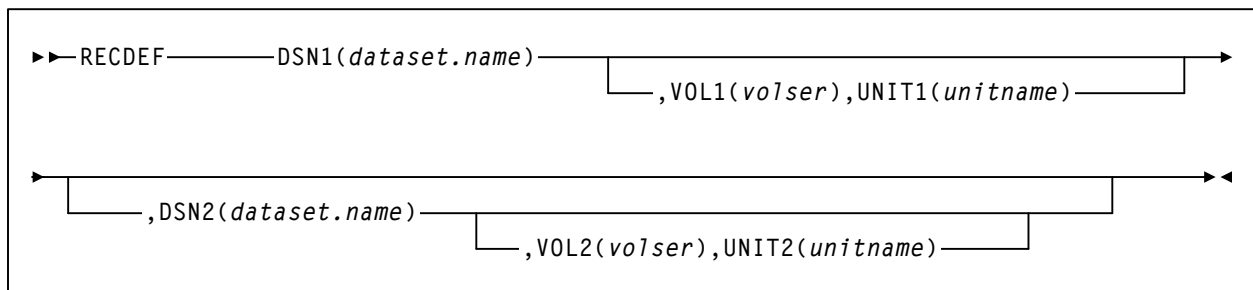 RECDEF DSN1(dataset.name)
,VOL1(volser),UNIT1(unitname)
,DSN2(dataset.name)
,VOL2(volser),UNIT2(unitname)